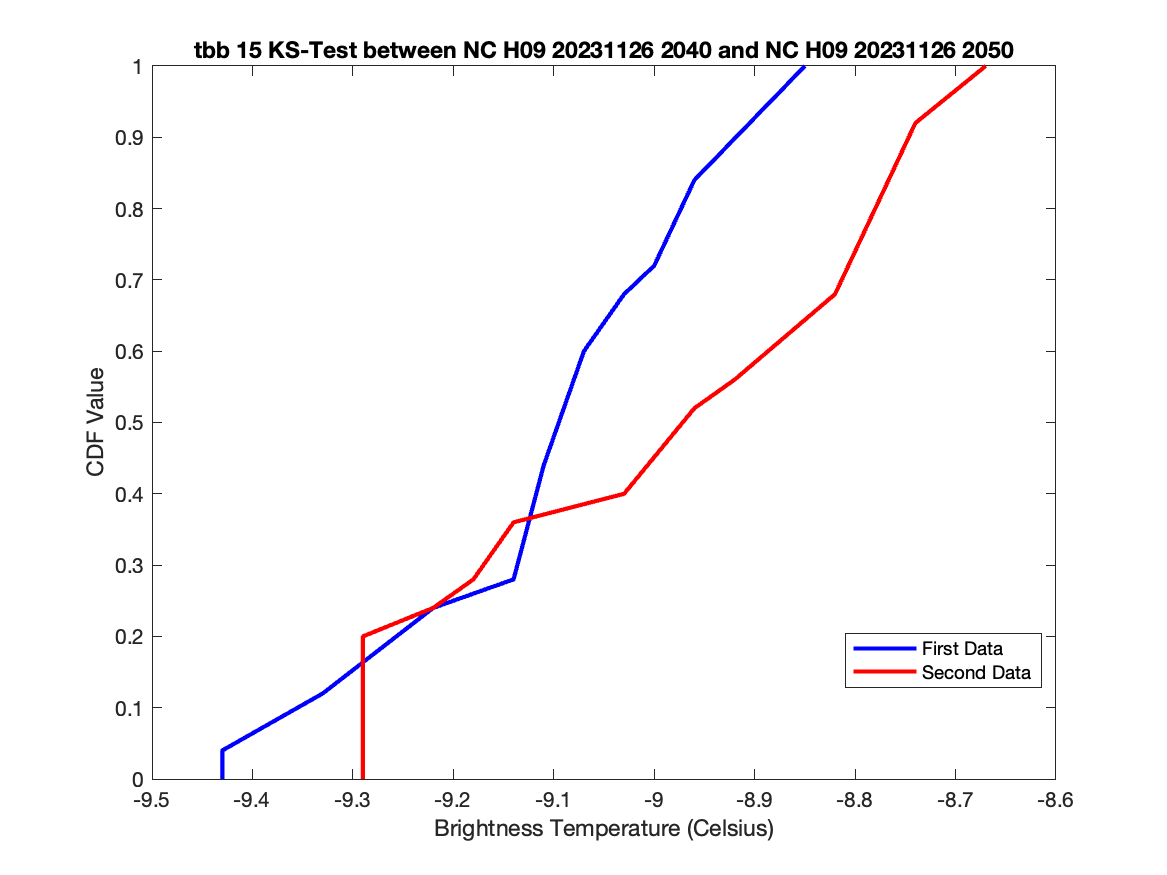 tbb 15 KS-Test between NC H09 20231126 2040 and NC H09 20231126 2050
1
0.9
0.8
0.7
0.6
0.5
0.4
0.3
0.2
0.1
0
CDF Value
First Data
Second Data
-9.5 -9.4 -9.3 -9.2 -9.1 -9 -8.9 -8.8 -8.7 -8.6
Brightness Temperature (Celsius)